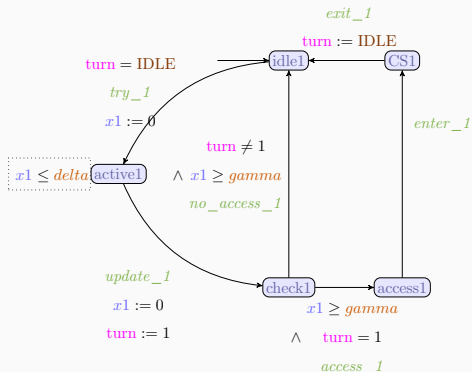 exit_1
turn := IDLE
idle1
CS1
turn = IDLE
try_1
x1 := 0
enter_1
turn ≠ 1
∧ x1 ≥ gamma
no_access_1
x1 ≤ delta
active1
update_1
x1 := 0
turn := 1
check1
access1
x1 ≥ gamma
∧ turn = 1
access_1